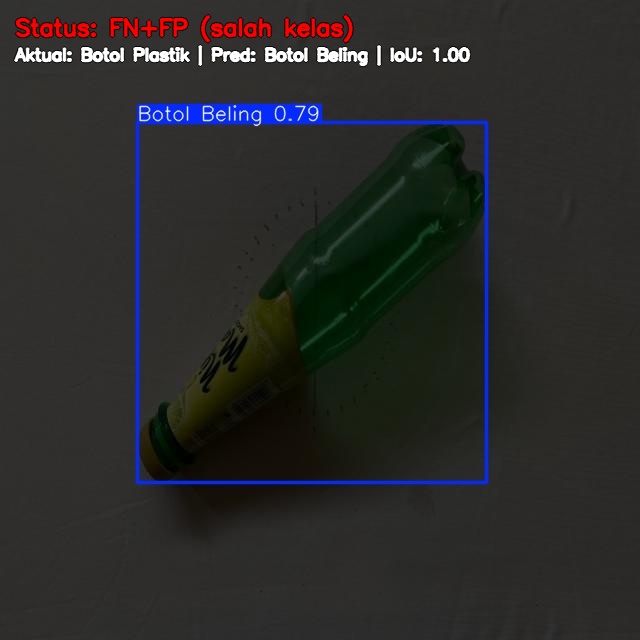 Status: FN+FP (salah kelas)
Aktual: Botol Plastik | Pred: Botol Beling | IoU: 1.00
Botol Beling 0.79